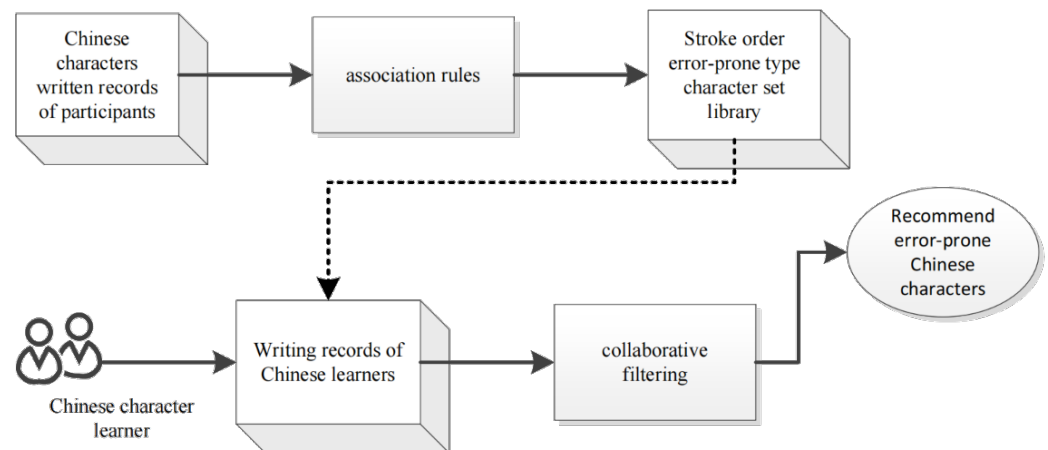 Chinese
characters
written records
of participants
association rules
Stroke order
error-prone type
character set
library
Recommend
error-prone
Chinese
characters
Writing records of
Chinese learners
collaborative
filtering
Chinese character
learner